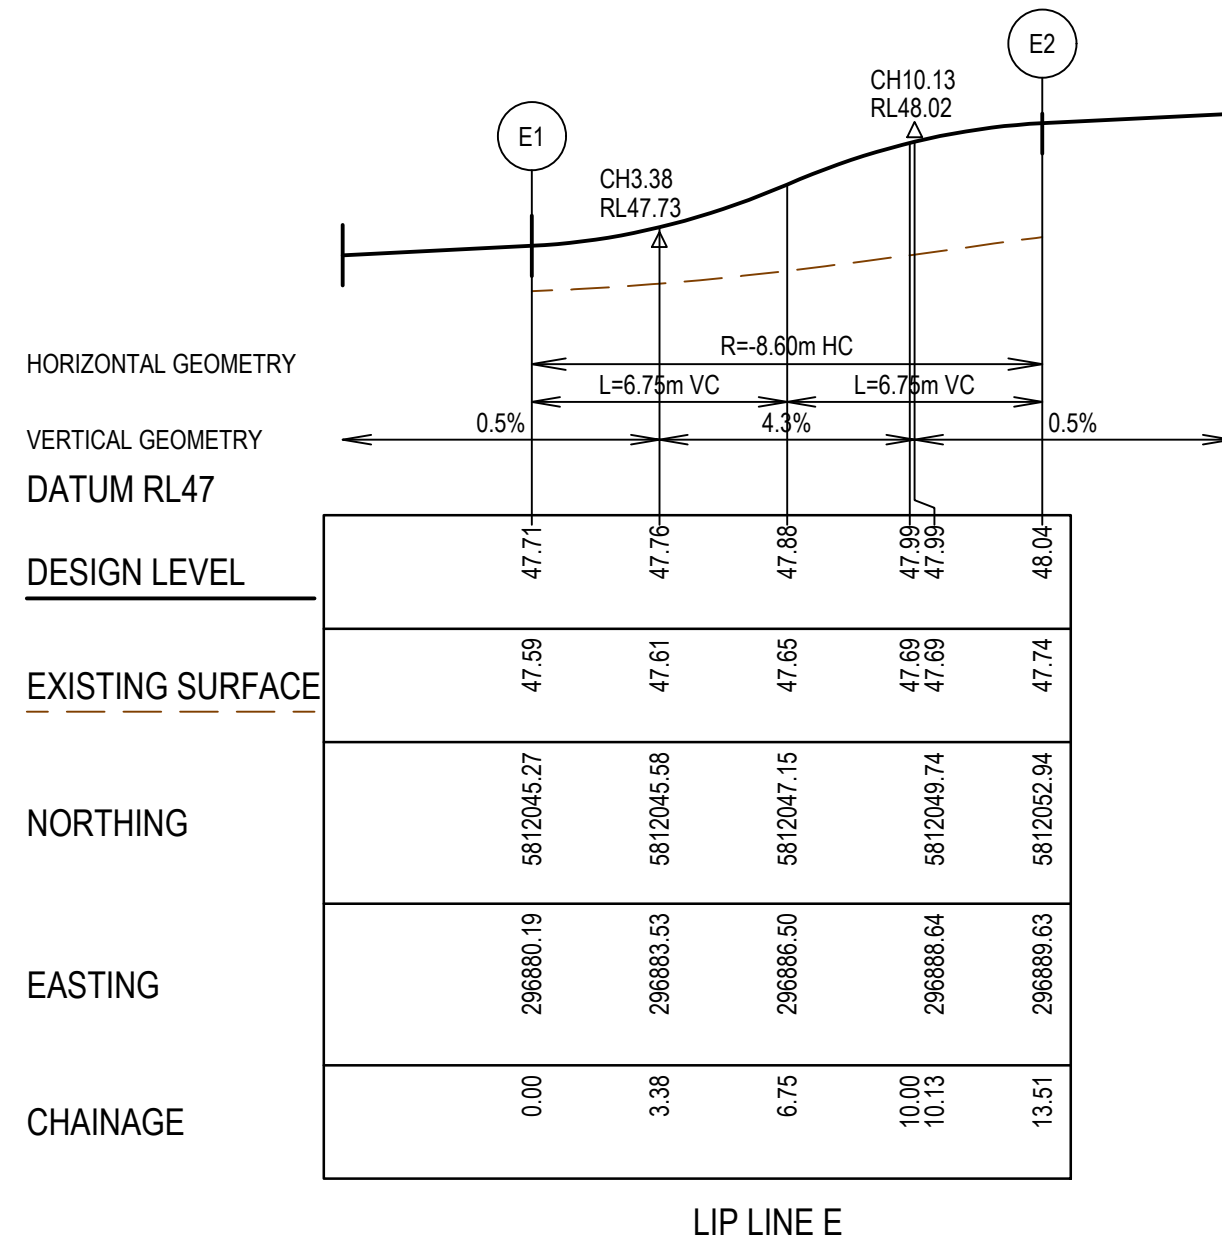 E2
CH10.13
RL48.02
E1
CH3.38
RL47.73
HORIZONTAL GEOMETRY
R=-8.60m HC
L=6.75m VC
L=6.75m VC
VERTICAL GEOMETRY
0.5%
4.3%
0.5%
DATUM RL47
DESIGN LEVEL
47.71
47.76
47.88
47.99
47.99
48.04
EXISTING SURFACE
47.59
47.61
47.65
47.69
47.69
47.74
NORTHING
5812045.27
5812045.58
5812047.15
5812049.74
5812052.94
EASTING
296880.19
296883.53
296886.50
296888.64
296889.63
CHAINAGE
0.00
3.38
6.75
10.00
10.13
13.51
LIP LINE E